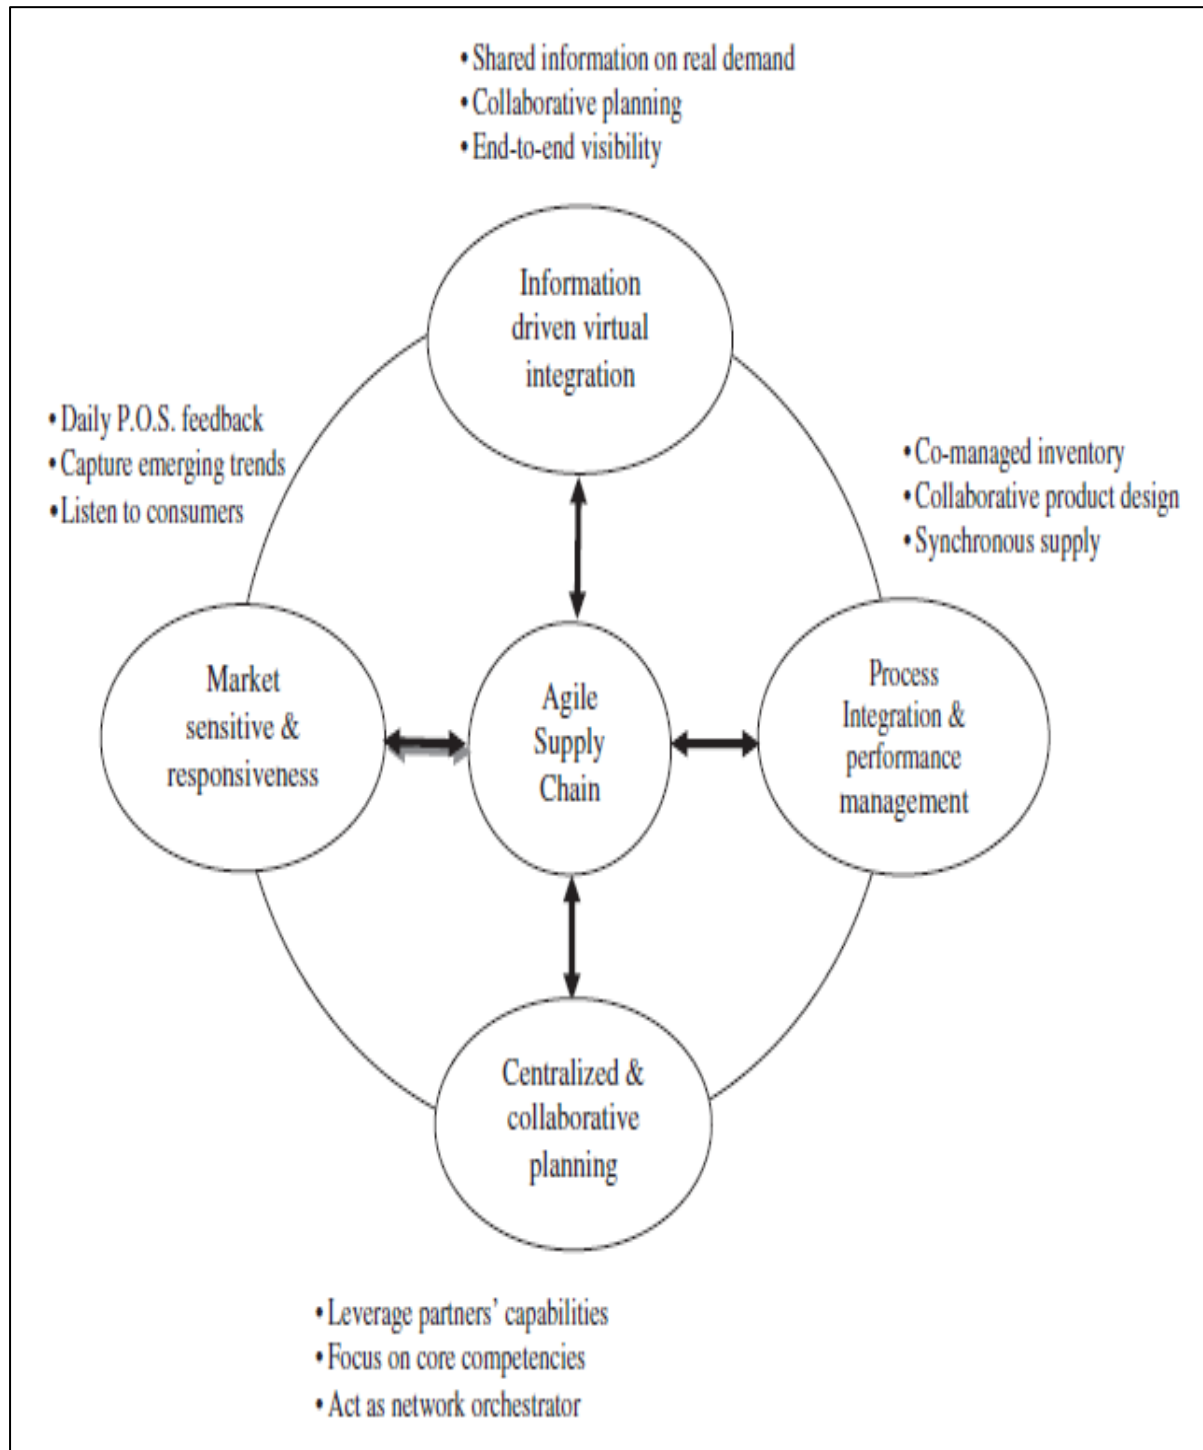 • Shared information on real demand
• Collaborative planning
• End-to-end visibility
Information
driven virtual
integration
• Daily P.O.S. feedback
• Capture emerging trends
• Listen to consumers
• Co-managed inventory
• Collaborative product design
• Synchronous supply
Market
sensitive &
responsiveness
Agile
Supply
Chain
Process
Integration &
performance
management
Centralized &
collaborative
planning
• Leverage partners’ capabilities
• Focus on core competencies
• Act as network orchestrator